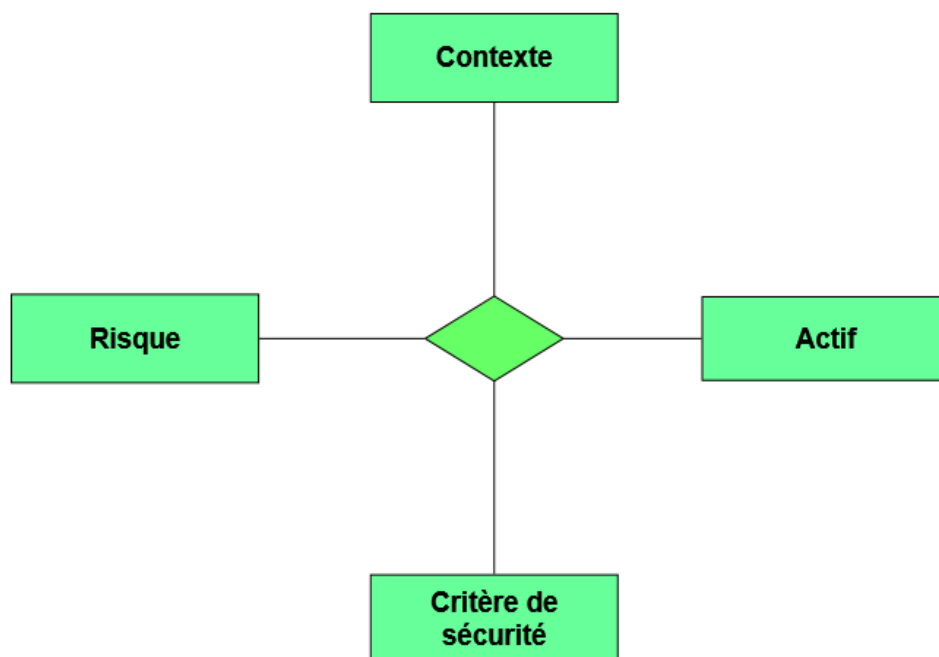 Contexte
Risque
Actif
Critère de
sécurité